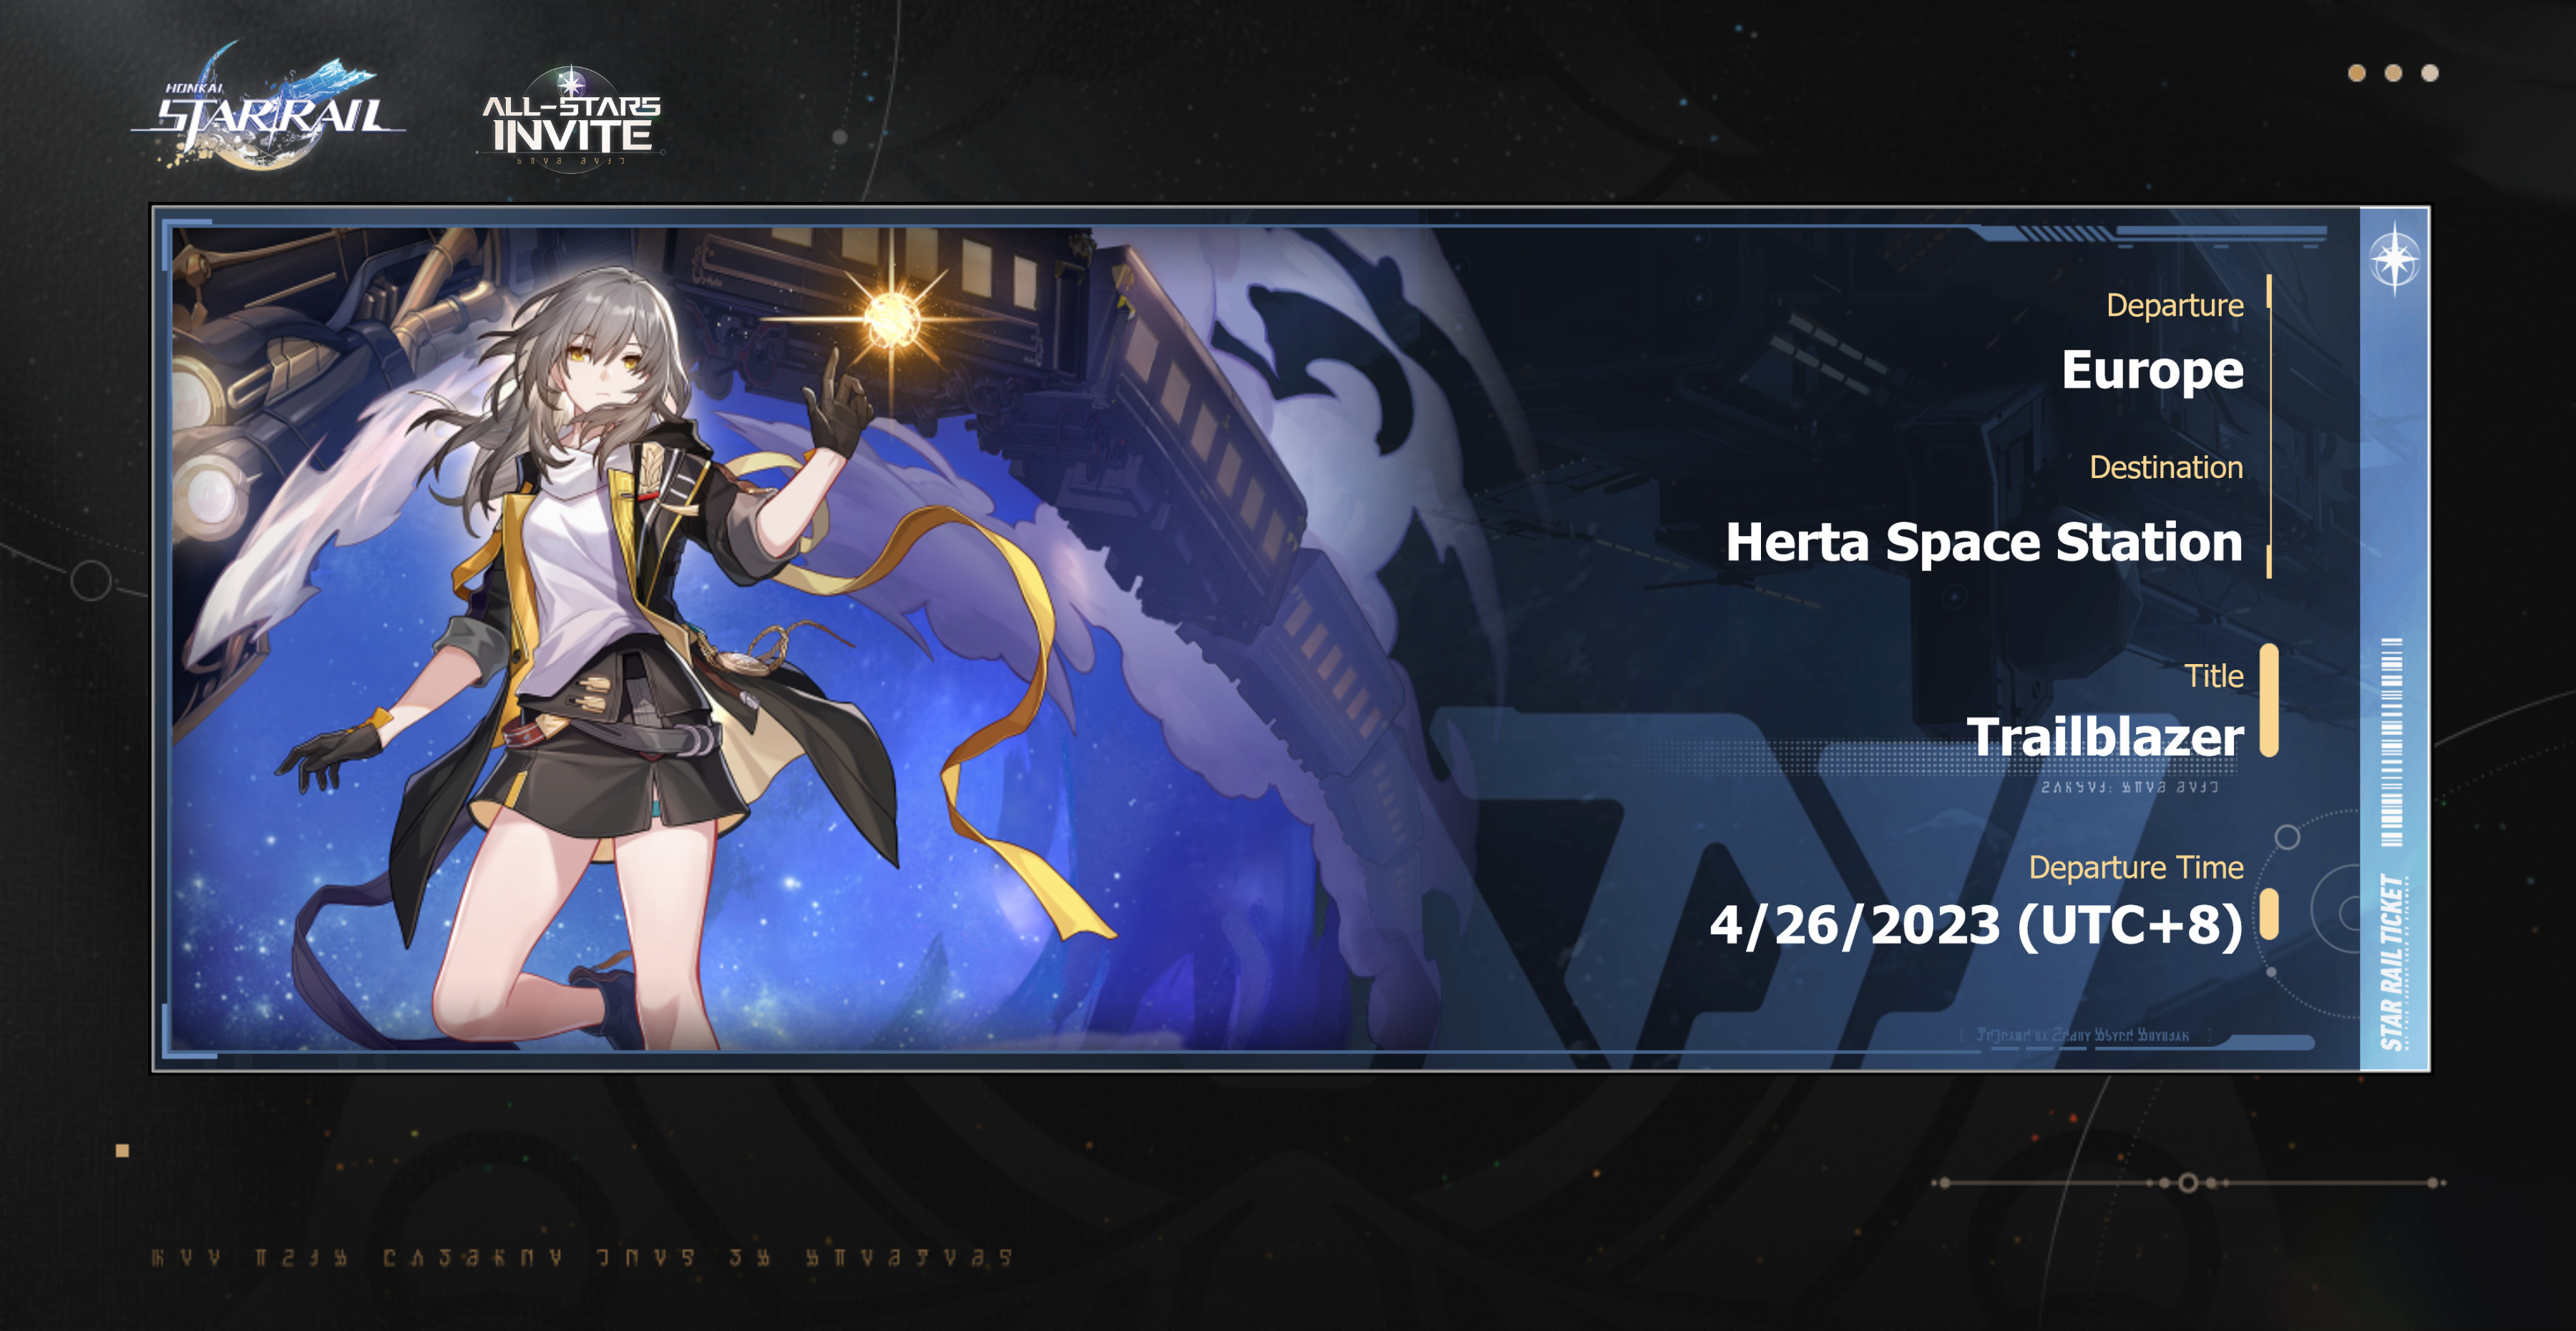 HONKAI
STAR RAIL
ALL-STARS
INVITE
Departure
Europe
Destination
Herta Space Station
Title
Trailblazer
Departure Time
4/26/2023 (UTC+8)
STAR RAIL TICKET